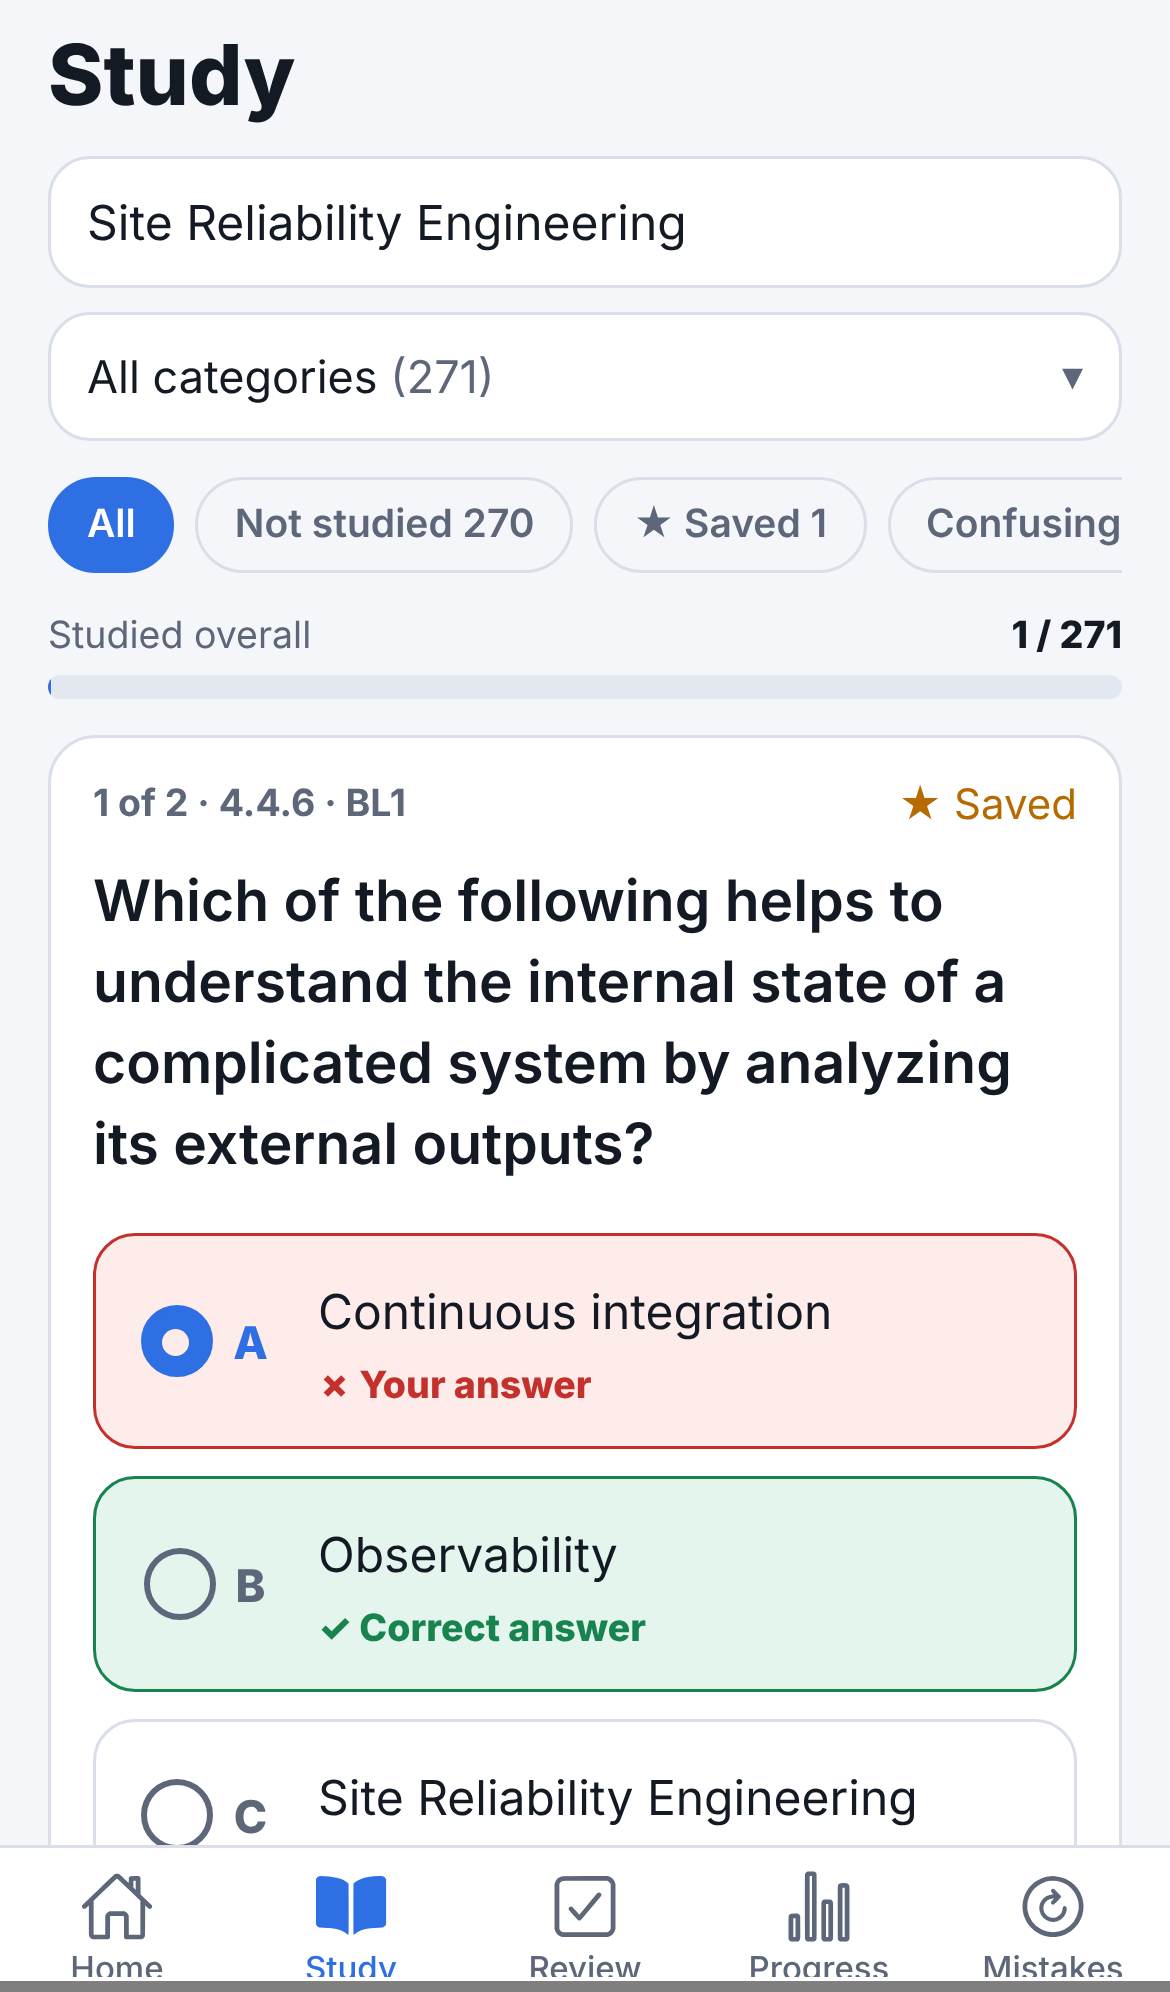 Study
Site Reliability Engineering
All categories (271)
▼
All
Not studied 270
★ Saved 1
Confusing
Studied overall
1 / 271
1 of 2 · 4.4.6 · BL1
★ Saved
Which of the following helps to
understand the internal state of a
complicated system by analyzing
its external outputs?
A
Continuous integration
× Your answer
B
Observability
✓ Correct answer
C
Site Reliability Engineering
Home
Study
Review
Progress
Mistakes